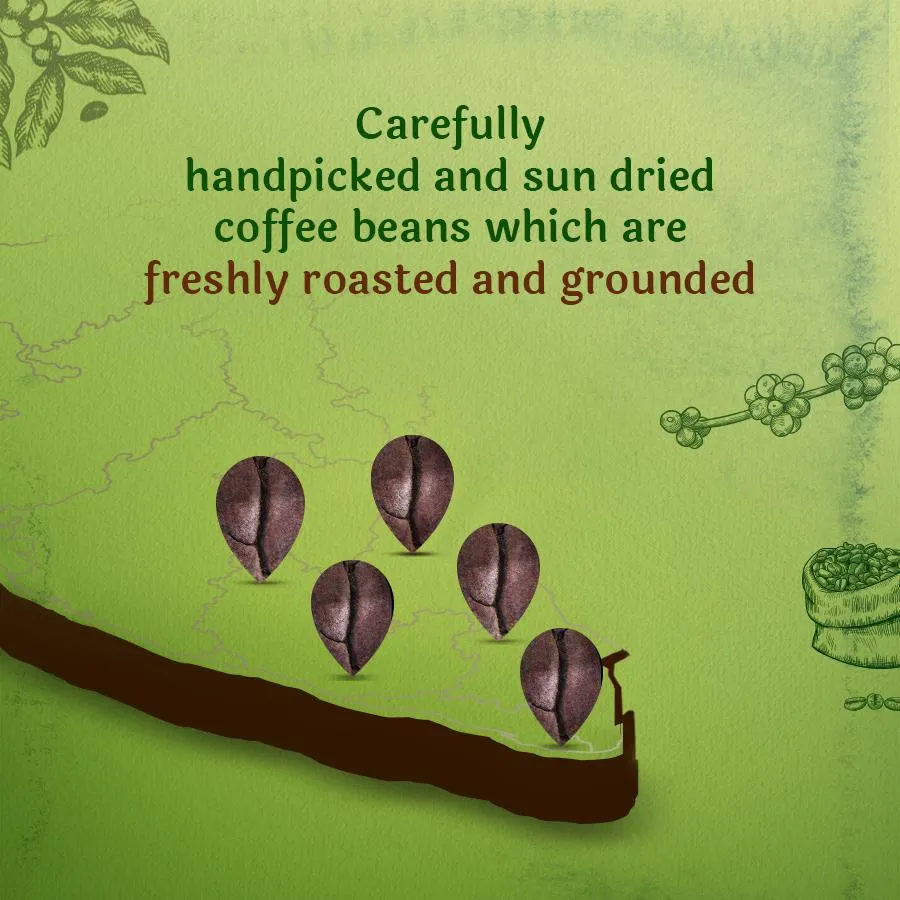 Carefully
handpicked and sun dried
coffee beans which are
freshly roasted and grounded